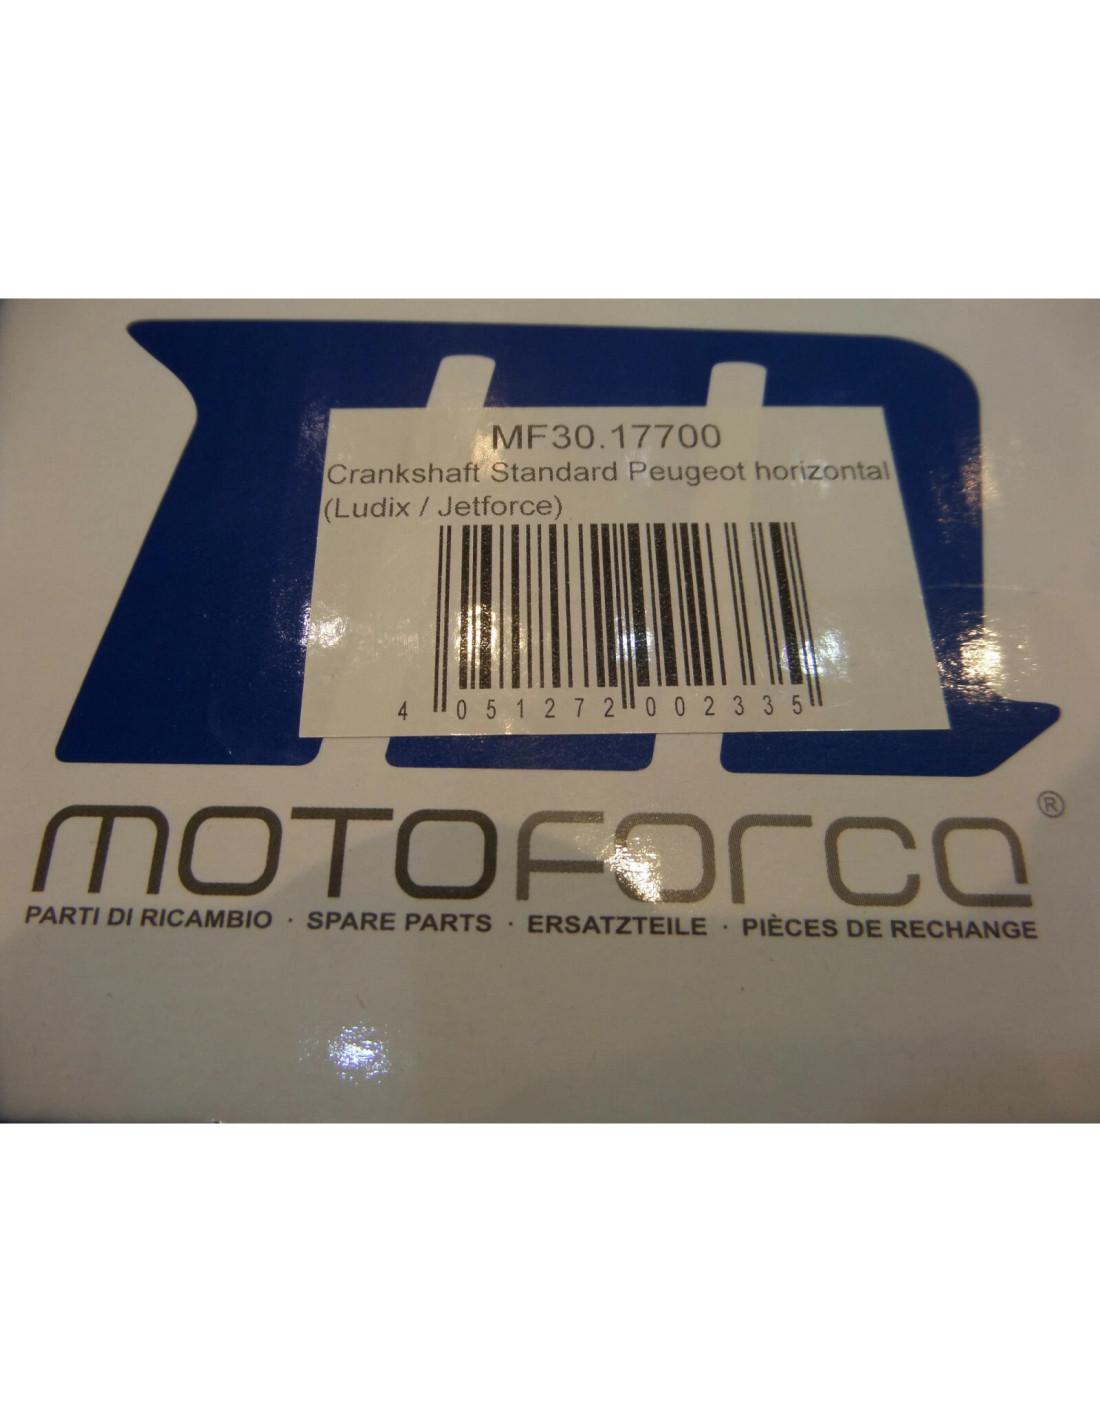 MF30.17700
Crankshaft Standard Peugeot horizontal
(Ludix / Jetforce)
4 051272 002335
MOTOFORCE ®
PARTI DI RICAMBIO · SPARE PARTS · ERSATZTEILE · PIÈCES DE RECHANGE